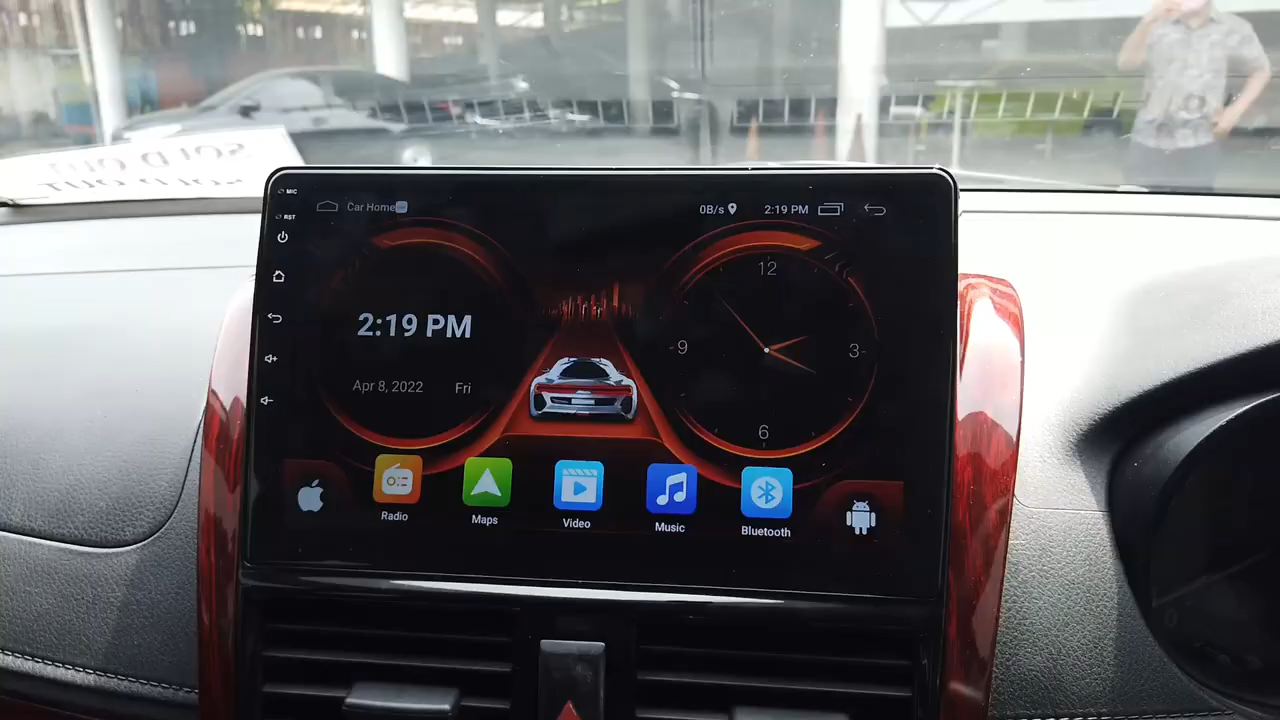 MIC
RST
Car Home
0B/s
2:19 PM
2:19 PM
Apr 8, 2022 Fri
12
9
3
6
Radio
Maps
Video
Music
Bluetooth